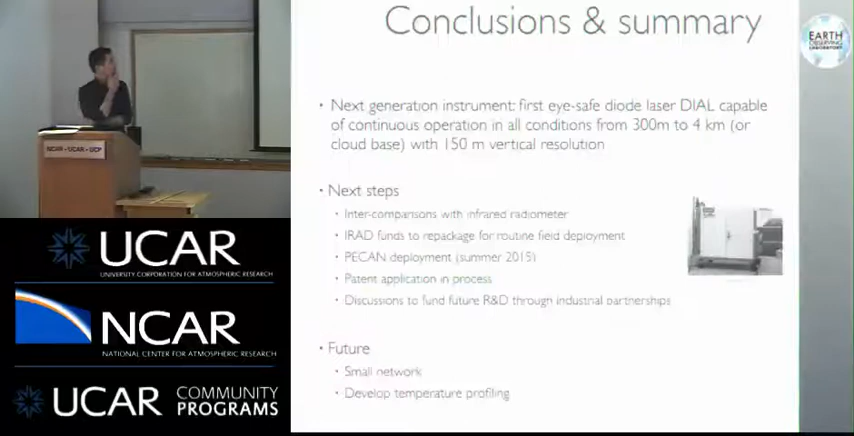 Conclusions & summary
EARTH
OBSERVING
LABORATORY
• Next generation instrument: first eye-safe diode laser DIAL capable
of continuous operation in all conditions from 300m to 4 km (or
cloud base) with 150 m vertical resolution
• Next steps
• Inter-comparisons with infrared radiometer
• IRAD funds to repackage for routine field deployment
• PECAN deployment (summer 2015)
• Patent application in process
• Discussions to fund future R&D through industrial partnerships
• Future
• Small network
• Develop temperature profiling
NCAR • UCAR • UCP
UCAR
UNIVERSITY CORPORATION FOR ATMOSPHERIC RESEARCH
NCAR
NATIONAL CENTER FOR ATMOSPHERIC RESEARCH
UCAR
COMMUNITY
PROGRAMS